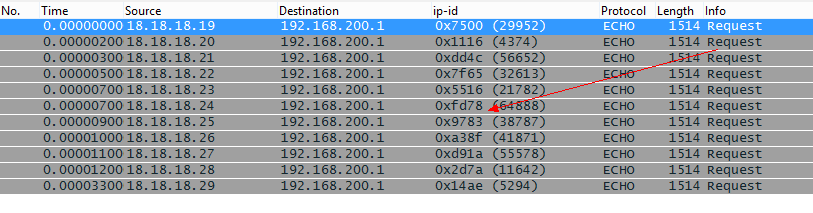 No. Time Source Destination ip-id Protocol Length Info
0.00000000 18.18.18.19 192.168.200.1 0x7500 (29952) ECHO 1514 Request
0.00000200 18.18.18.20 192.168.200.1 0x1116 (4374) ECHO 1514 Request
0.00000300 18.18.18.21 192.168.200.1 0xdd4c (56652) ECHO 1514 Request
0.00000500 18.18.18.22 192.168.200.1 0x7f65 (32613) ECHO 1514 Request
0.00000700 18.18.18.23 192.168.200.1 0x5516 (21782) ECHO 1514 Request
0.00000700 18.18.18.24 192.168.200.1 0xfd78 (64888) ECHO 1514 Request
0.00000900 18.18.18.25 192.168.200.1 0x9783 (38787) ECHO 1514 Request
0.00001000 18.18.18.26 192.168.200.1 0xa38f (41871) ECHO 1514 Request
0.00001100 18.18.18.27 192.168.200.1 0xd91a (55578) ECHO 1514 Request
0.00001200 18.18.18.28 192.168.200.1 0x2d7a (11642) ECHO 1514 Request
0.00003300 18.18.18.29 192.168.200.1 0x14ae (5294) ECHO 1514 Request